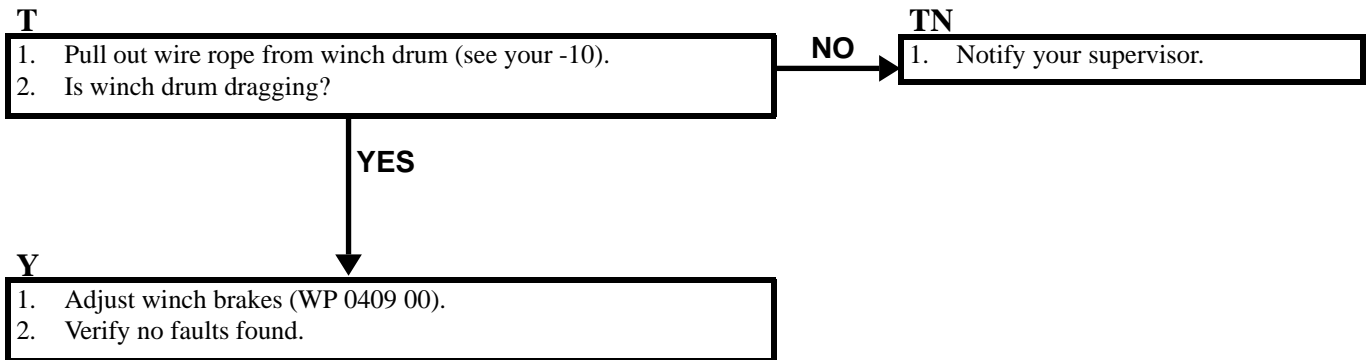 T
1. Pull out wire rope from winch drum (see your -10).
2. Is winch drum dragging?
NO
TN
1. Notify your supervisor.
YES
Y
1. Adjust winch brakes (WP 0409 00).
2. Verify no faults found.